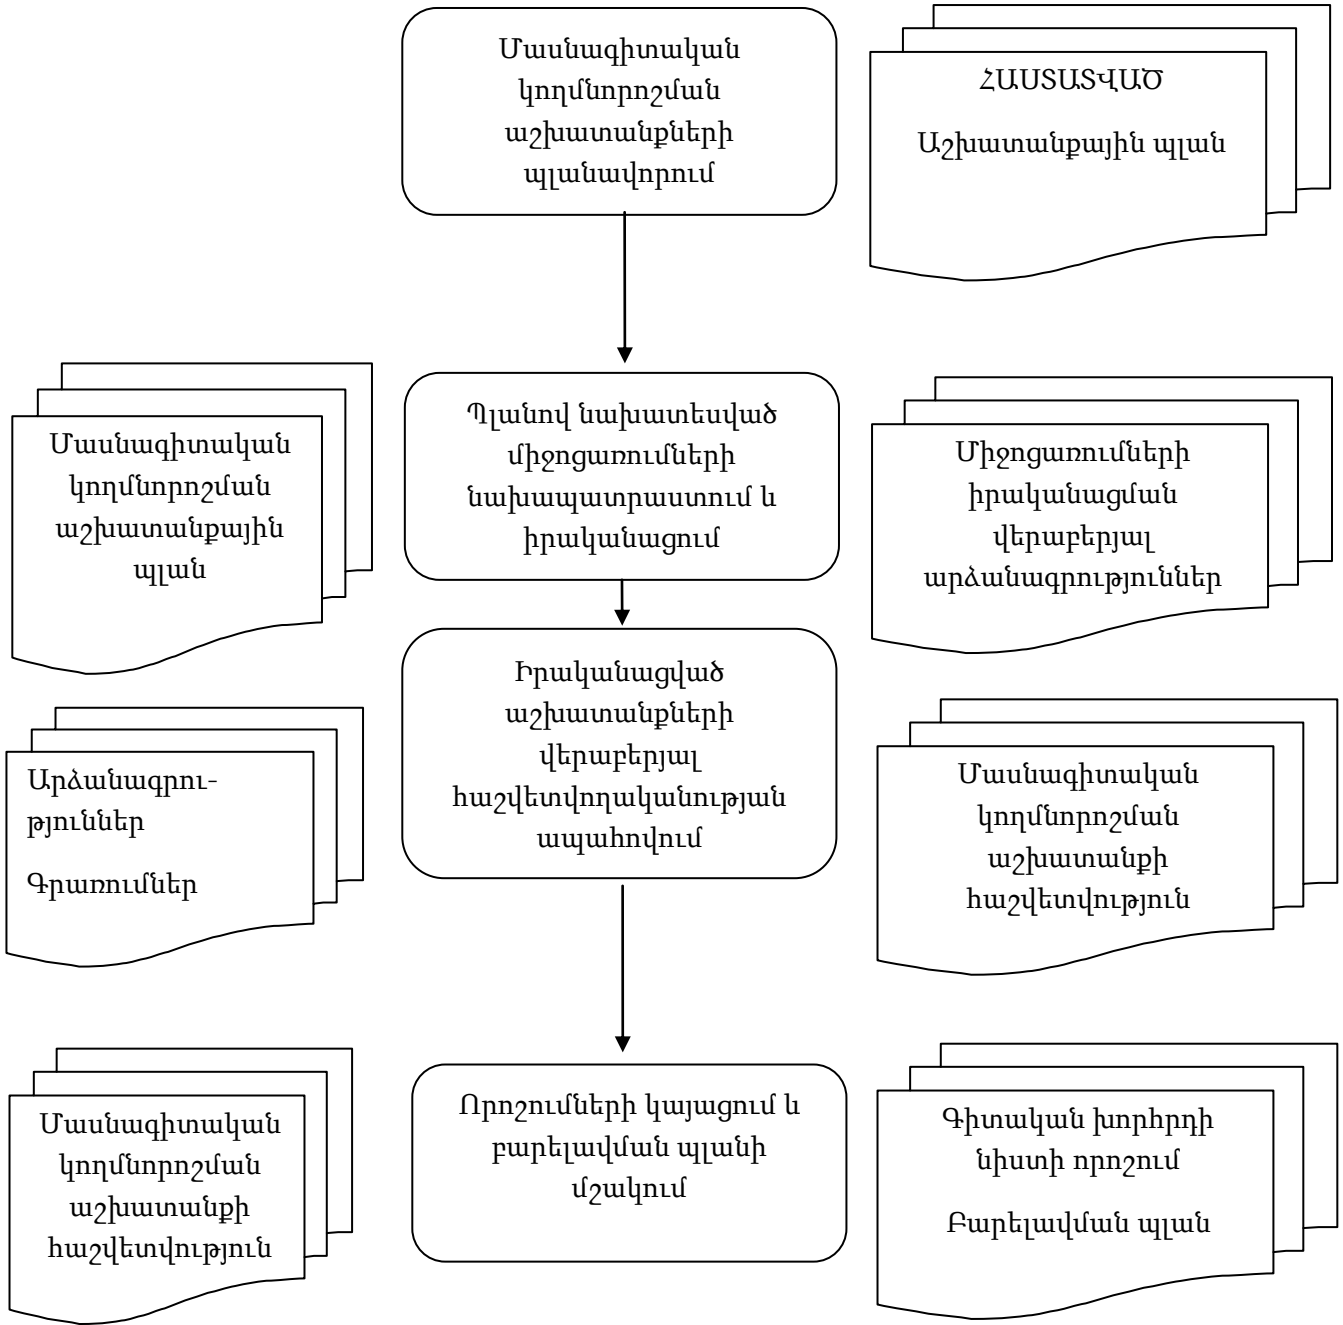 Մասնագիտական
կողմնորոշման
աշխատանքների
պլանավորում
ՀԱՍՏԱՏՎԱԾ
Աշխատանքային պլան
Մասնագիտական
կողմնորոշման
աշխատանքային
պլան
Պլանով նախատեսված
միջոցառումների
նախապատրաստում և
իրականացում
Միջոցառումների
իրականացման
վերաբերյալ
արձանագրություններ
Արձանագրու-
թյուններ
Գրառումներ
Իրականացված
աշխատանքների
վերաբերյալ
հաշվետվողականության
ապահովում
Մասնագիտական
կողմնորոշման
աշխատանքի
հաշվետվություն
Մասնագիտական
կողմնորոշման
աշխատանքի
հաշվետվություն
Որոշումների կայացում և
բարելավման պլանի
մշակում
Գիտական խորհրդի
նիստի որոշում
Բարելավման պլան